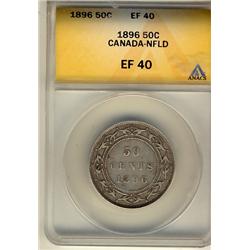 1896 50C EF 40
1896 50C
CANADA-NFLD
EF 40
ANACS
50
CENTS
1896